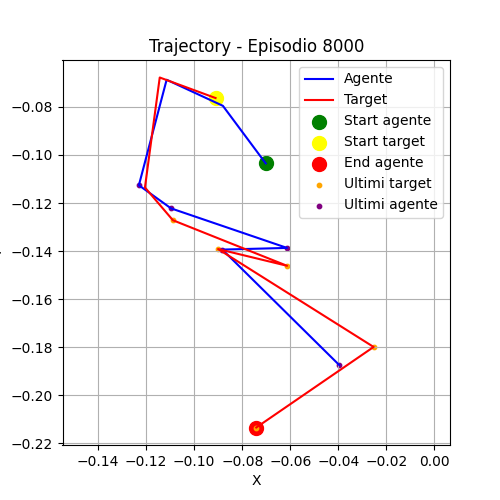 Trajectory - Episodio 8000
Agente
Target
Start agente
Start target
End agente
Ultimi target
Ultimi agente
−0.08
−0.10
−0.12
−0.14
−0.16
−0.18
−0.20
−0.22
−0.14 −0.12 −0.10 −0.08 −0.06 −0.04 −0.02 0.00
X